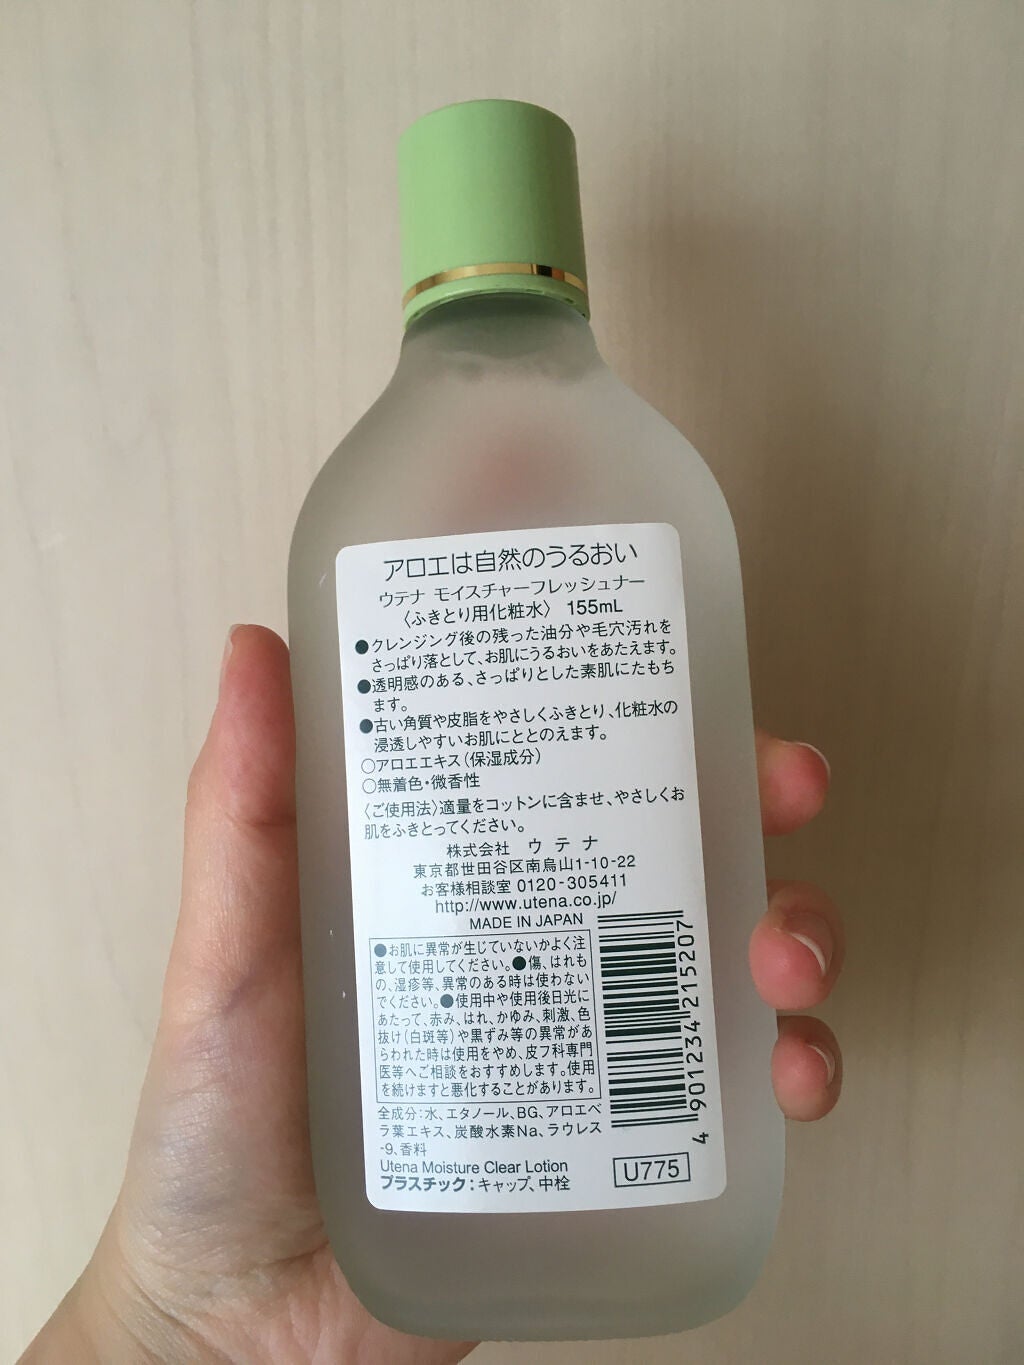 アロエは自然のうるおい
ウテナ モイスチャーフレッシュナー
〈ふきとり用化粧水〉 155mL
●クレンジング後の残った油分や毛穴汚れを
さっぱり落として、お肌にうるおいをあたえます。
●透明感のある、さっぱりとした素肌にたもち
ます。
●古い角質や皮脂をやさしくふきとり、化粧水の
浸透しやすいお肌にととのえます。
○アロエエキス(保湿成分)
○無着色・微香性
〈ご使用法〉適量をコットンに含ませ、やさしくお
肌をふきとってください。
株式会社 ウテナ
東京都世田谷区南烏山1-10-22
お客様相談室 0120-305411
http://www.utena.co.jp/
MADE IN JAPAN
●お肌に異常が生じていないかよく注
意して使用してください。●傷、はれも
の、湿疹等、異常のある時は使わない
でください。●使用中や使用後日光に
あたって、赤み、はれ、かゆみ、刺激、色
抜け(白斑等)や黒ずみ等の異常があ
らわれた時は使用をやめ、皮フ科専門
医等へご相談をおすすめします。使用
を続けますと悪化することがあります。
4 901234 215207
全成分:水、エタノール、BG、アロエベ
ラ葉エキス、炭酸水素Na、ラウレス
-9、香料
Utena Moisture Clear Lotion
プラスチック:キャップ、中栓
U775